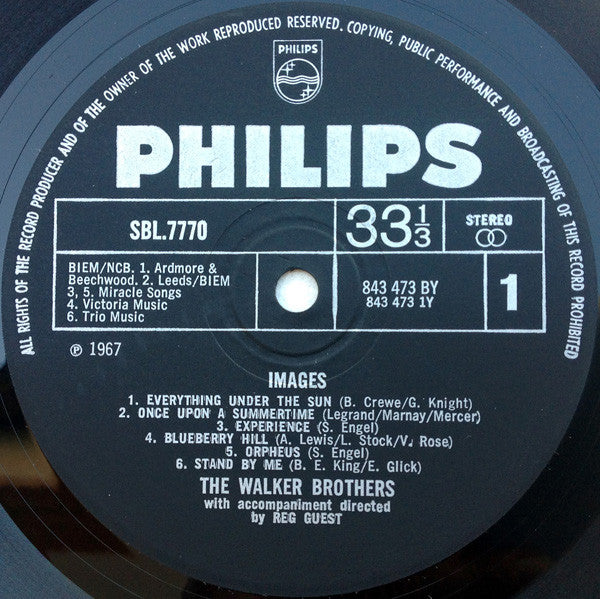 ALL RIGHTS OF THE RECORD PRODUCER AND OF THE OWNER OF THE WORK REPRODUCED RESERVED. COPYING, PUBLIC PERFORMANCE AND BROADCASTING OF THIS RECORD PROHIBITED
PHILIPS
PHILIPS
SBL.7770
33⅓
STEREO
BIEM/NCB. 1. Ardmore &
Beechwood. 2. Leeds/BIEM
3, 5. Miracle Songs
4. Victoria Music
6. Trio Music
843 473 BY
843 473 1Y
1
℗ 1967
IMAGES
1. EVERYTHING UNDER THE SUN (B. Crewe/G. Knight)
2. ONCE UPON A SUMMERTIME (Legrand/Marnay/Mercer)
3. EXPERIENCE (S. Engel)
4. BLUEBERRY HILL (A. Lewis/L. Stock/V. Rose)
5. ORPHEUS (S. Engel)
6. STAND BY ME (B. E. King/E. Glick)
THE WALKER BROTHERS
with accompaniment directed
by REG GUEST